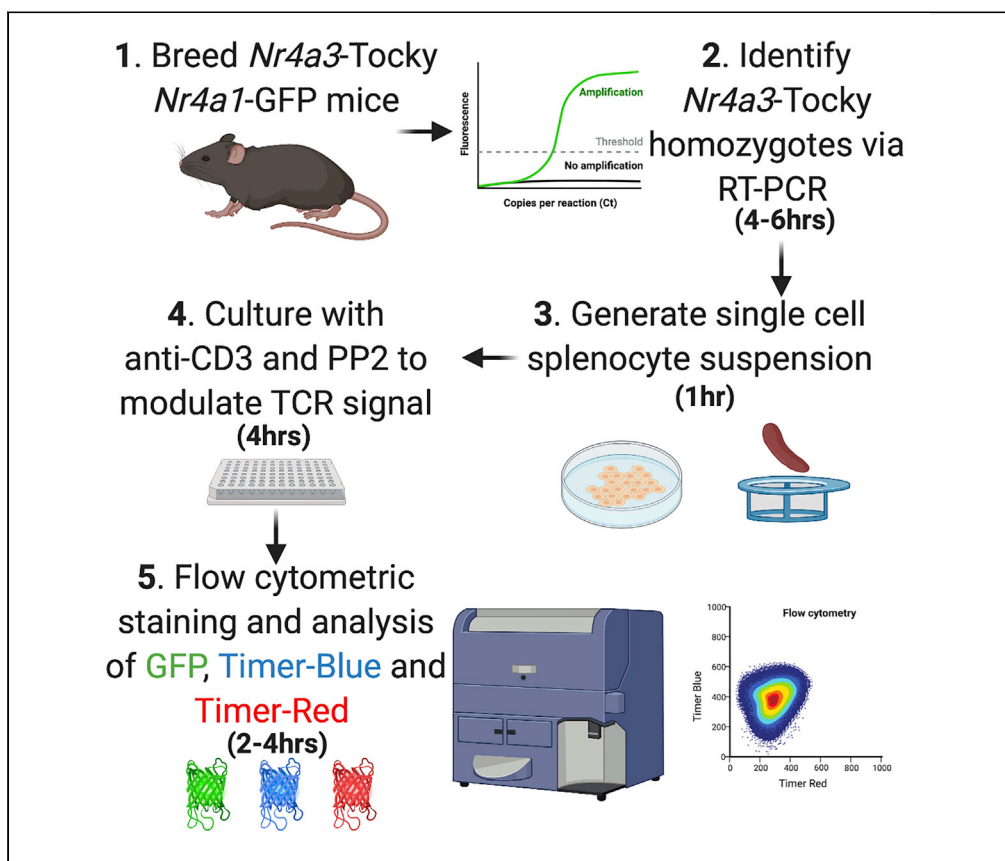 1. Breed Nr4a3-Tocky
Nr4a1-GFP mice
Fluorescence
Amplification
Threshold
No amplification
Copies per reaction (Ct)
2. Identify
Nr4a3-Tocky
homozygotes via
RT-PCR
(4-6hrs)
3. Generate single cell
splenocyte suspension
(1hr)
4. Culture with
anti-CD3 and PP2 to
modulate TCR signal
(4hrs)
5. Flow cytometric
staining and analysis
of GFP, Timer-Blue and
Timer-Red
(2-4hrs)
Flow cytometry
Timer Blue
1000
800
600
400
200
0
0 200 400 600 800 1000
Timer Red